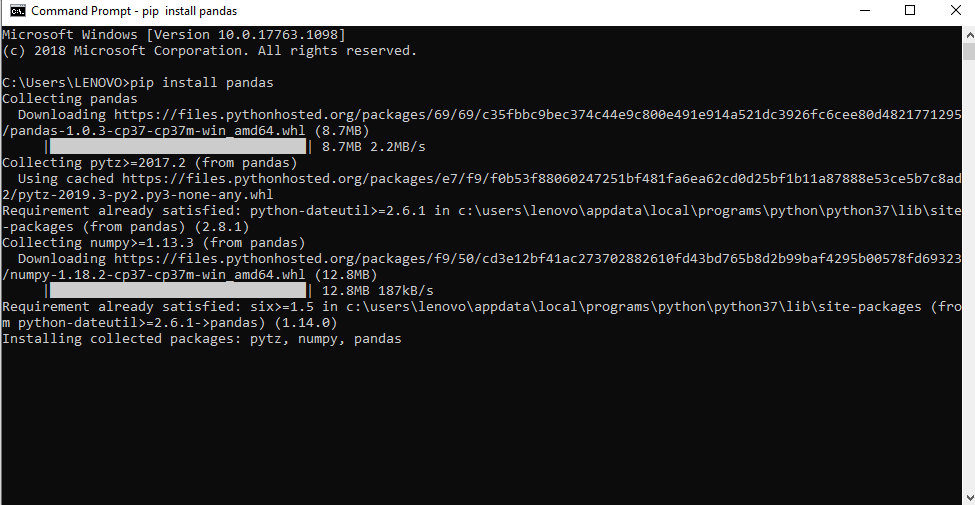 Command Prompt - pip  install pandas
Microsoft Windows [Version 10.0.17763.1098]
(c) 2018 Microsoft Corporation. All rights reserved.
C:\Users\LENOVO>pip install pandas
Collecting pandas
  Downloading https://files.pythonhosted.org/packages/69/69/c35fbbc9bec374c44e9c800e491e914a521dc3926fc6cee80d4821771295
/pandas-1.0.3-cp37-cp37m-win_amd64.whl (8.7MB)
| | 8.7MB 2.2MB/s
Collecting pytz>=2017.2 (from pandas)
  Using cached https://files.pythonhosted.org/packages/e7/f9/f0b53f88060247251bf481fa6ea62cd0d25bf1b11a87888e53ce5b7c8ad
2/pytz-2019.3-py2.py3-none-any.whl
Requirement already satisfied: python-dateutil>=2.6.1 in c:\users\lenovo\appdata\local\programs\python\python37\lib\site
-packages (from pandas) (2.8.1)
Collecting numpy>=1.13.3 (from pandas)
  Downloading https://files.pythonhosted.org/packages/f9/50/cd3e12bf41ac273702882610fd43bd765b8d2b99baf4295b00578fd69323
/numpy-1.18.2-cp37-cp37m-win_amd64.whl (12.8MB)
| | 12.8MB 187kB/s
Requirement already satisfied: six>=1.5 in c:\users\lenovo\appdata\local\programs\python\python37\lib\site-packages (fro
m python-dateutil>=2.6.1->pandas) (1.14.0)
Installing collected packages: pytz, numpy, pandas